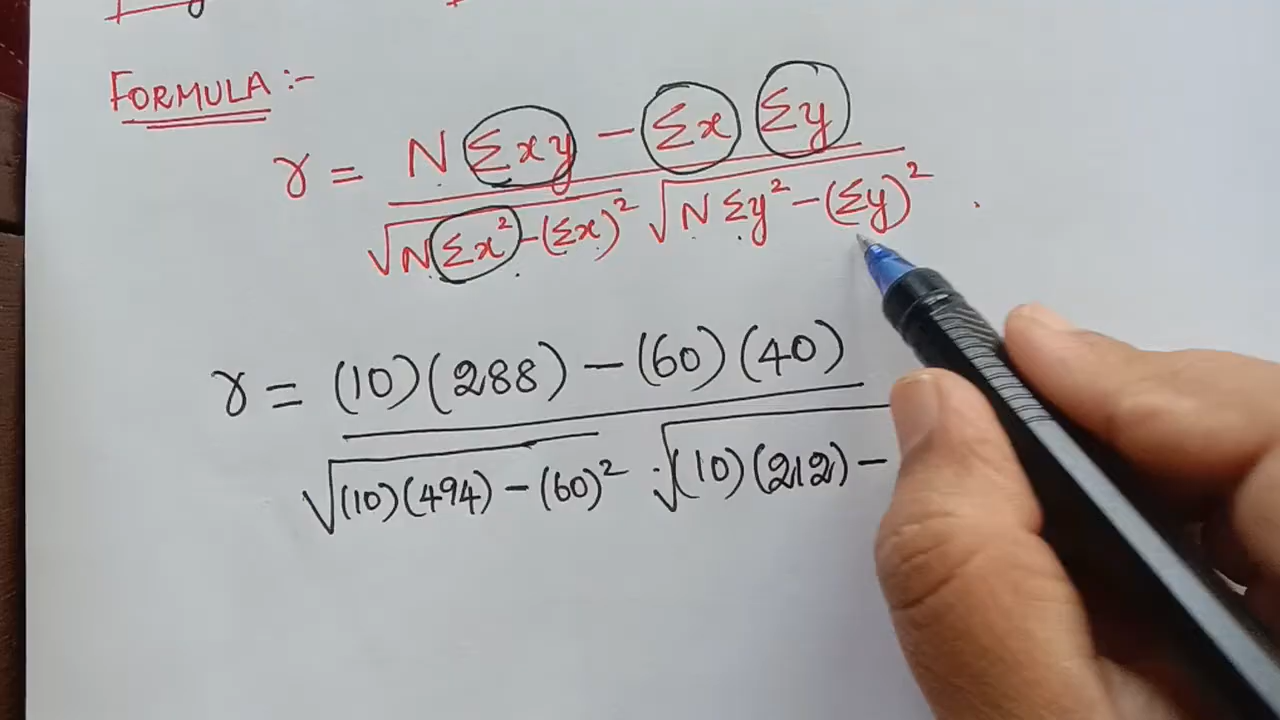 FORMULA :-
r = N Σxy - Σx Σy
√NΣx² - (Σx)² √NΣy² - (Σy)² .
r = (10)(288) - (60)(40)
√(10)(494) - (60)² √(10)(212) -